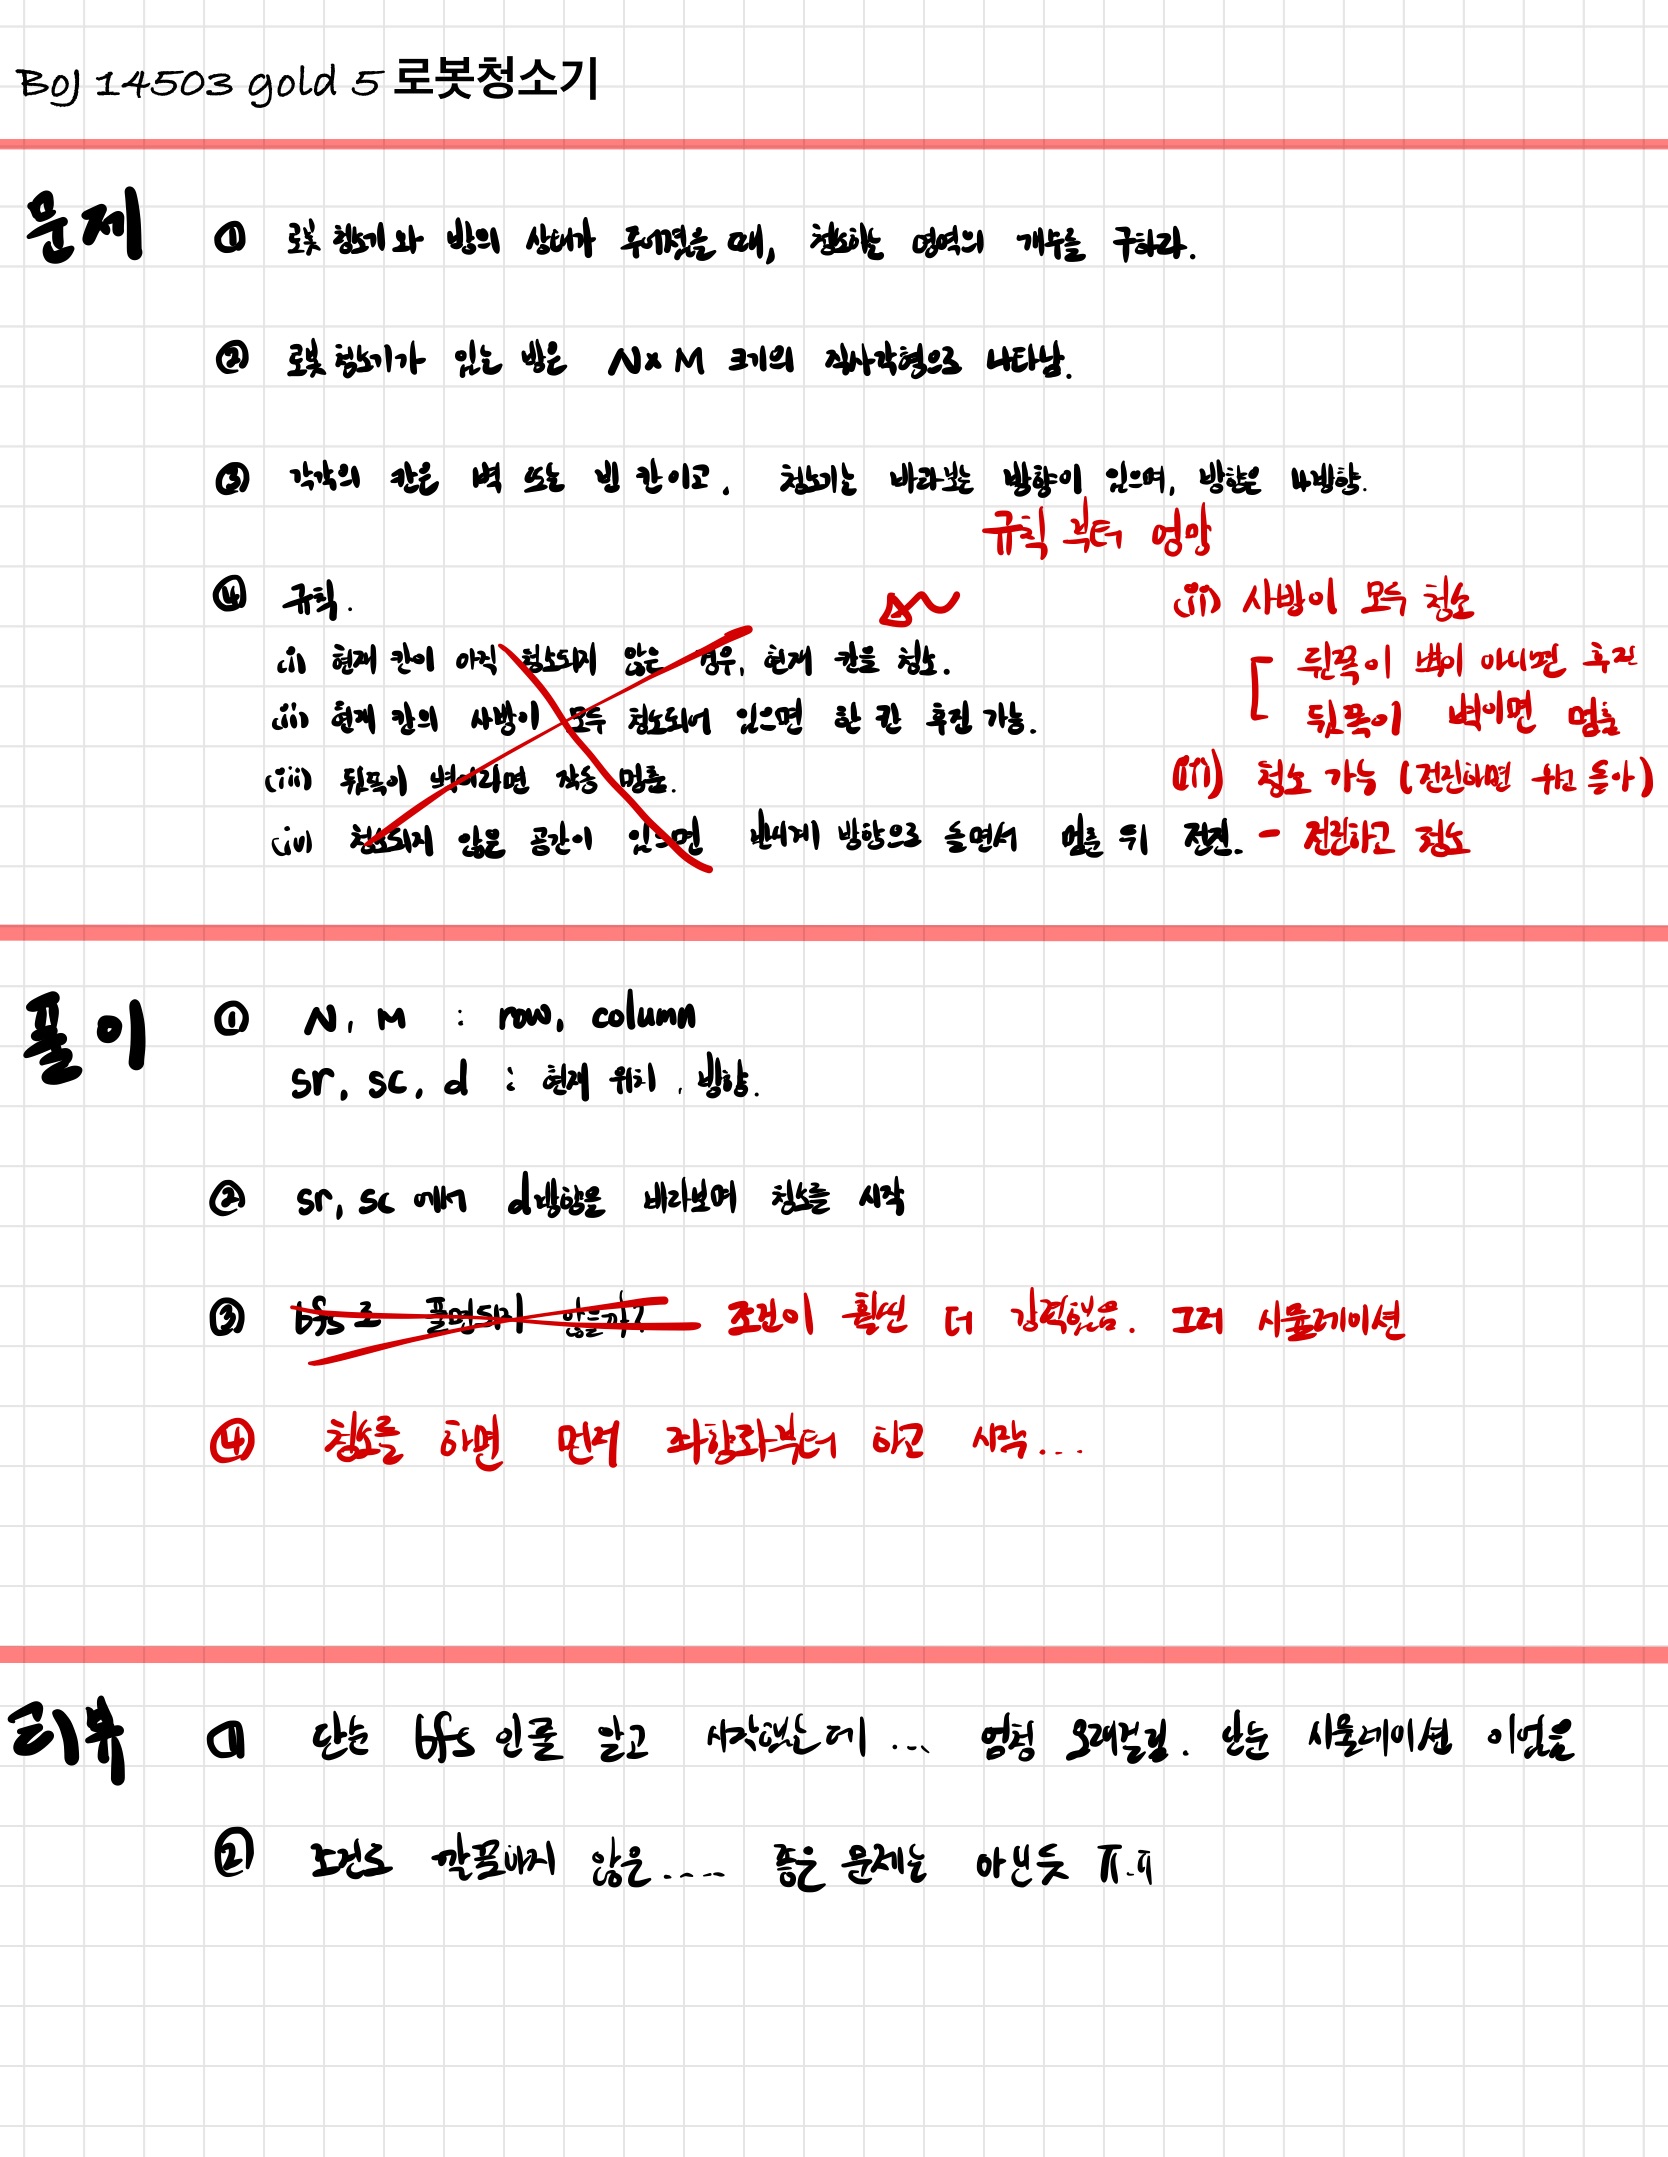 BOJ 14503 gold 5 로봇청소기
문제
① 로봇 청소기와 방의 상태가 주어졌을 때, 청소하는 영역의 개수를 구하라.
② 로봇 청소기가 있는 방은 N x M 크기의 직사각형으로 나타남.
③ 각각의 칸은 벽 또는 빈 칸이고. 청소기는 바라보는 방향이 있으며, 방향은 4방향.
규칙 부터 엉망
④ 규칙.
(i) 현재 칸이 아직 청소되지 않은 경우, 현재 칸을 청소.
(ii) 현재 칸의 사방이 모두 청소되어 있으면 한 칸 후진 가능.
(iii) 뒤쪽이 벽이라면 작동 멈춤.
(iv) 청소되지 않은 공간이 있으면 반시계 방향으로 돌면서 멈춘 뒤 전진. - 전진하고 청소
(ii) 사방이 모두 청소
뒤쪽이 벽이 아니면 후진
뒤쪽이 벽이면 멈춤
(iii) 청소 가능 (전진하면 돌아)
풀이
① N, M : row, column
sr, sc, d : 현재 위치, 방향.
② sr, sc 에서 d방향을 바라보며 청소를 시작
③ bfs로 풀면되지 않을까? 조건이 훨씬 더 강력했음. 그저 시뮬레이션
④ 청소를 하면 먼저 좌향좌부터 하고 시작...
리뷰
① 단순 bfs인줄 알고 시작했는데... 엄청 오래걸림. 단순 시뮬레이션 이었음
② 조건도 깔끔하지 않은..... 좋은 문제는 아닌듯 ㅠ.ㅠ